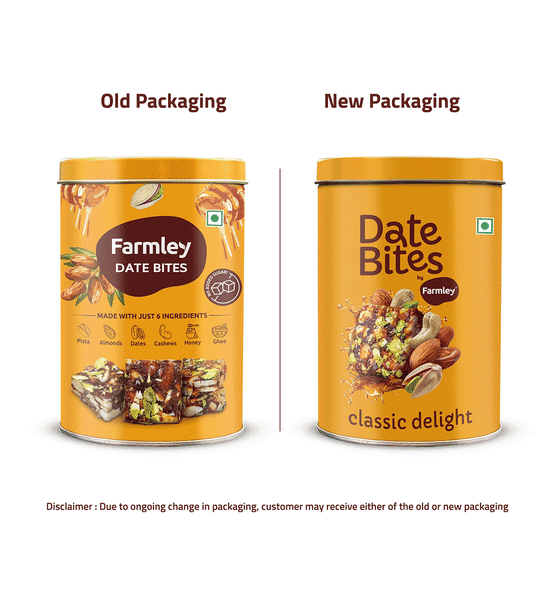 Old Packaging
New Packaging
Farmley
DATE BITES
NO ADDED SUGAR!
MADE WITH JUST 6 INGREDIENTS
Pista
Almonds
Dates
Cashews
Honey
Ghee
Date
Bites
by
Farmley
classic delight
Disclaimer : Due to ongoing change in packaging, customer may receive either of the old or new packaging